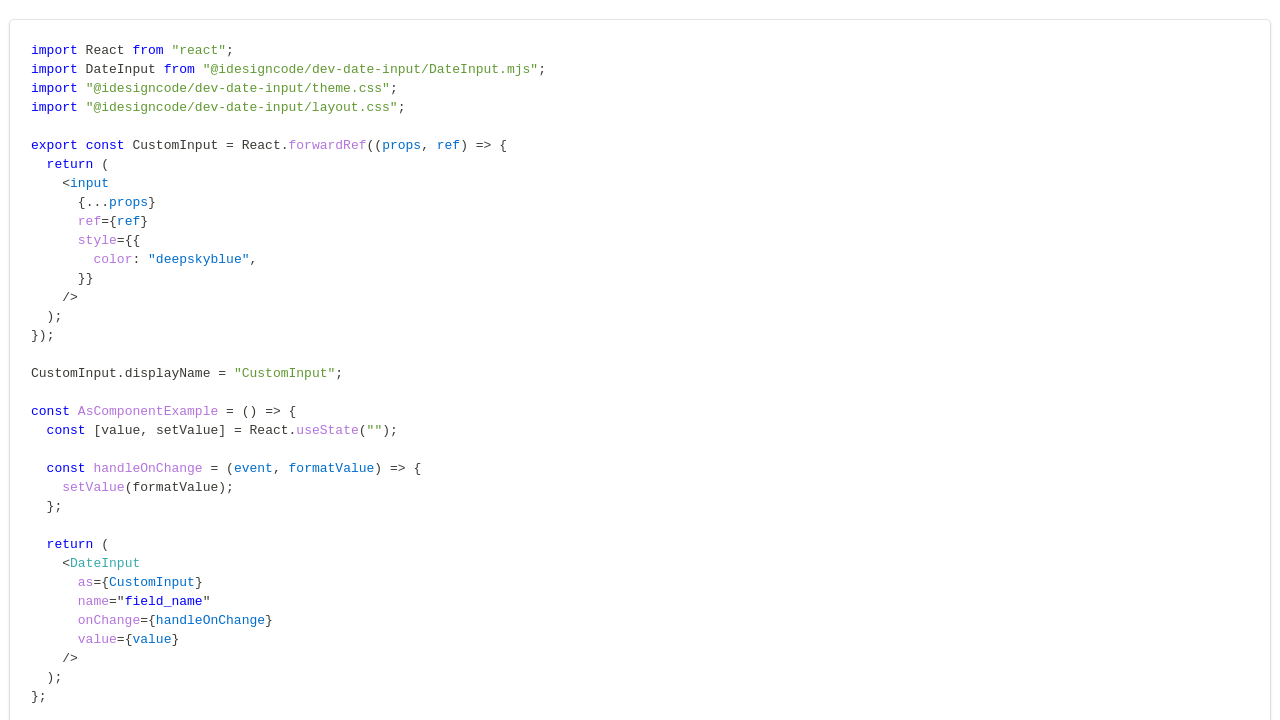 import React from "react";
import DateInput from "@idesigncode/dev-date-input/DateInput.mjs";
import "@idesigncode/dev-date-input/theme.css";
import "@idesigncode/dev-date-input/layout.css";

export const CustomInput = React.forwardRef((props, ref) => {
  return (
    <input
      {...props}
      ref={ref}
      style={{
        color: "deepskyblue",
      }}
    />
  );
});

CustomInput.displayName = "CustomInput";

const AsComponentExample = () => {
  const [value, setValue] = React.useState("");

  const handleOnChange = (event, formatValue) => {
    setValue(formatValue);
  };

  return (
    <DateInput
      as={CustomInput}
      name="field_name"
      onChange={handleOnChange}
      value={value}
    />
  );
};